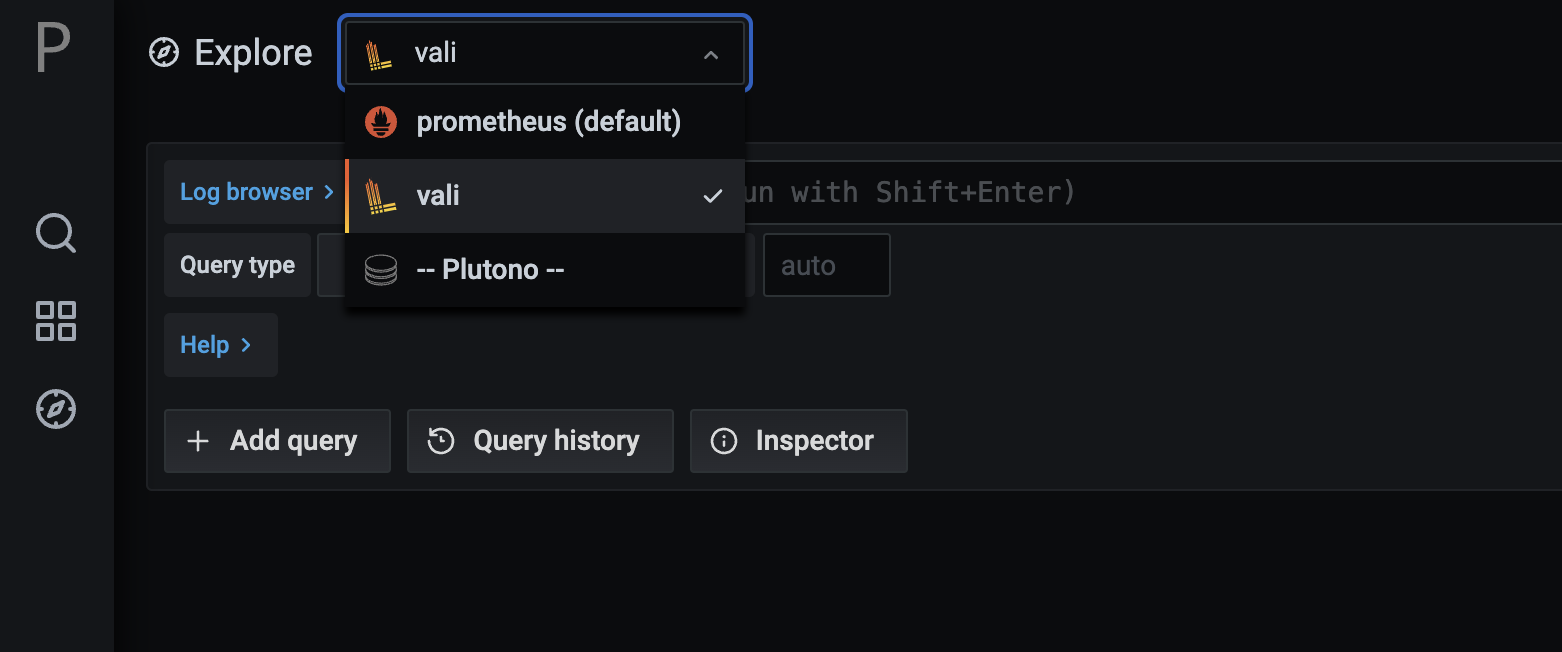 P
Explore
vali
prometheus (default)
Log browser
vali
un with Shift+Enter)
Query type
-- Plutono --
auto
Help
Add query
Query history
Inspector